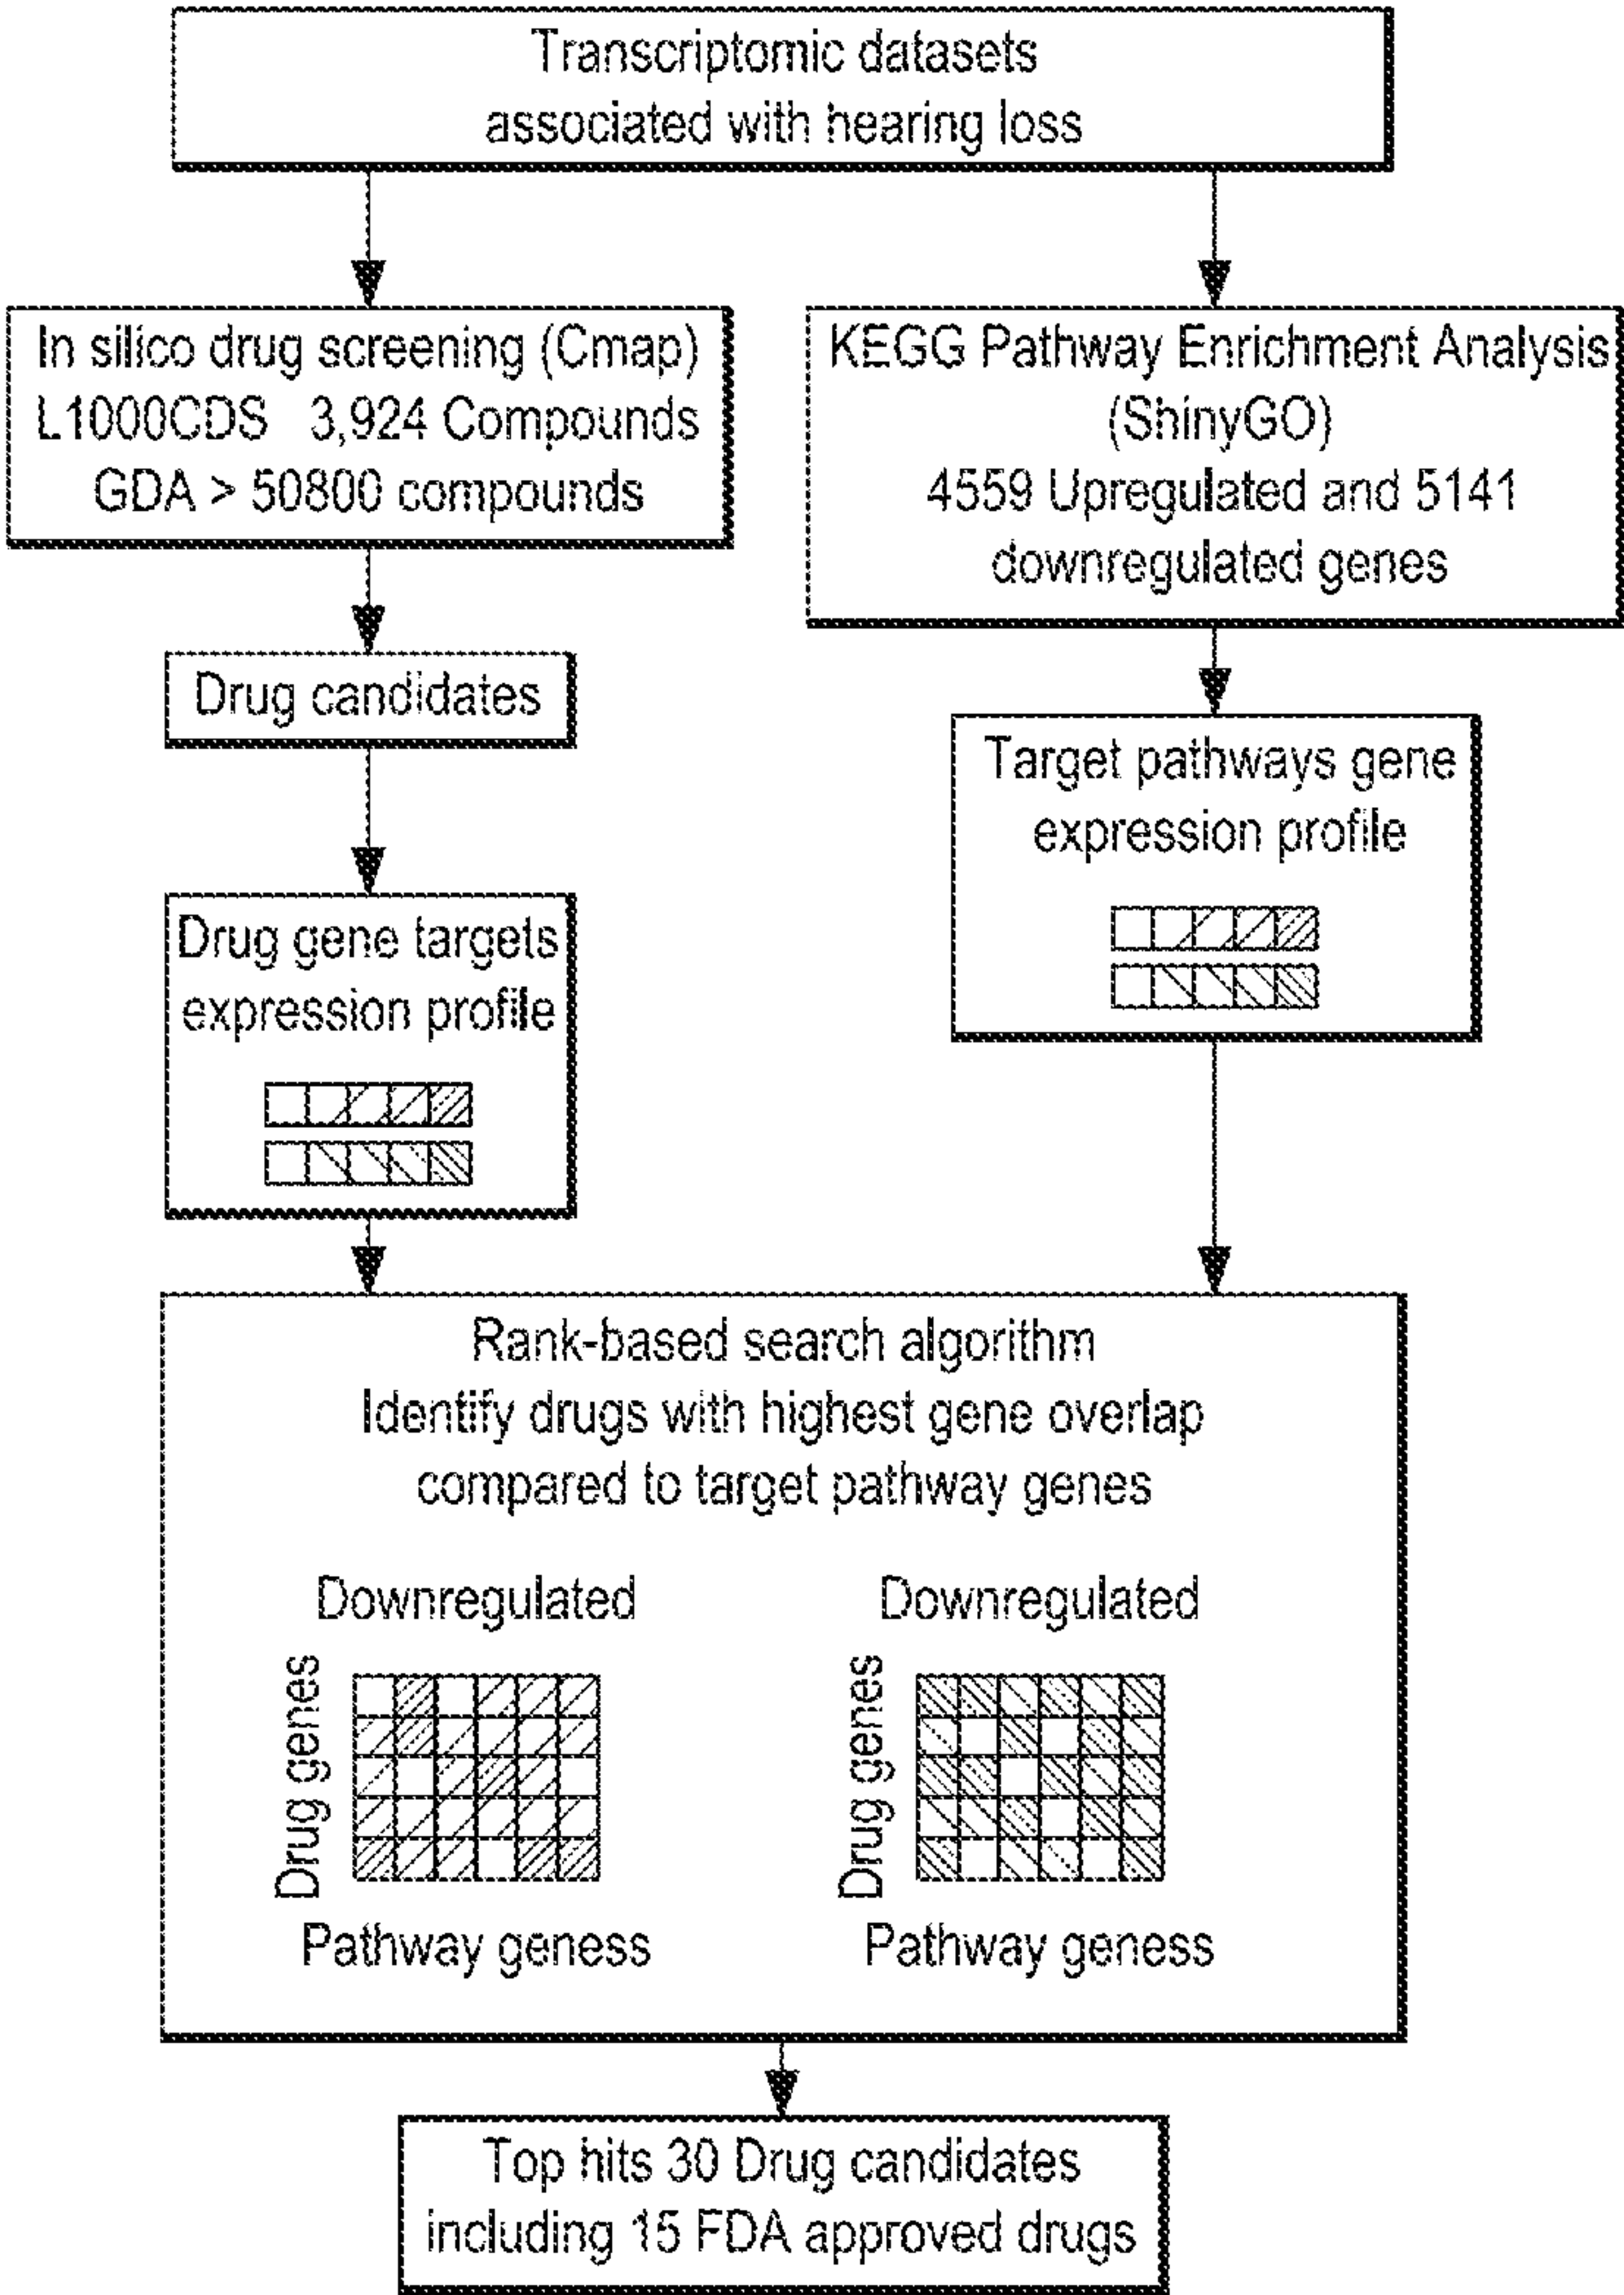 Transcriptomic datasets
associated with hearing loss
In silico drug screening (Cmap)
L1000CDS 3,924 Compounds
GDA > 50800 compounds
KEGG Pathway Enrichment Analysis
(ShinyGO)
4559 Upregulated and 5141
downregulated genes
Drug candidates
Target pathways gene
expression profile
Drug gene targets
expression profile
Rank-based search algorithm
Identify drugs with highest gene overlap
compared to target pathway genes
Downregulated
Drug genes
Pathway geness
Downregulated
Drug genes
Pathway geness
Top hits 30 Drug candidates
including 15 FDA approved drugs